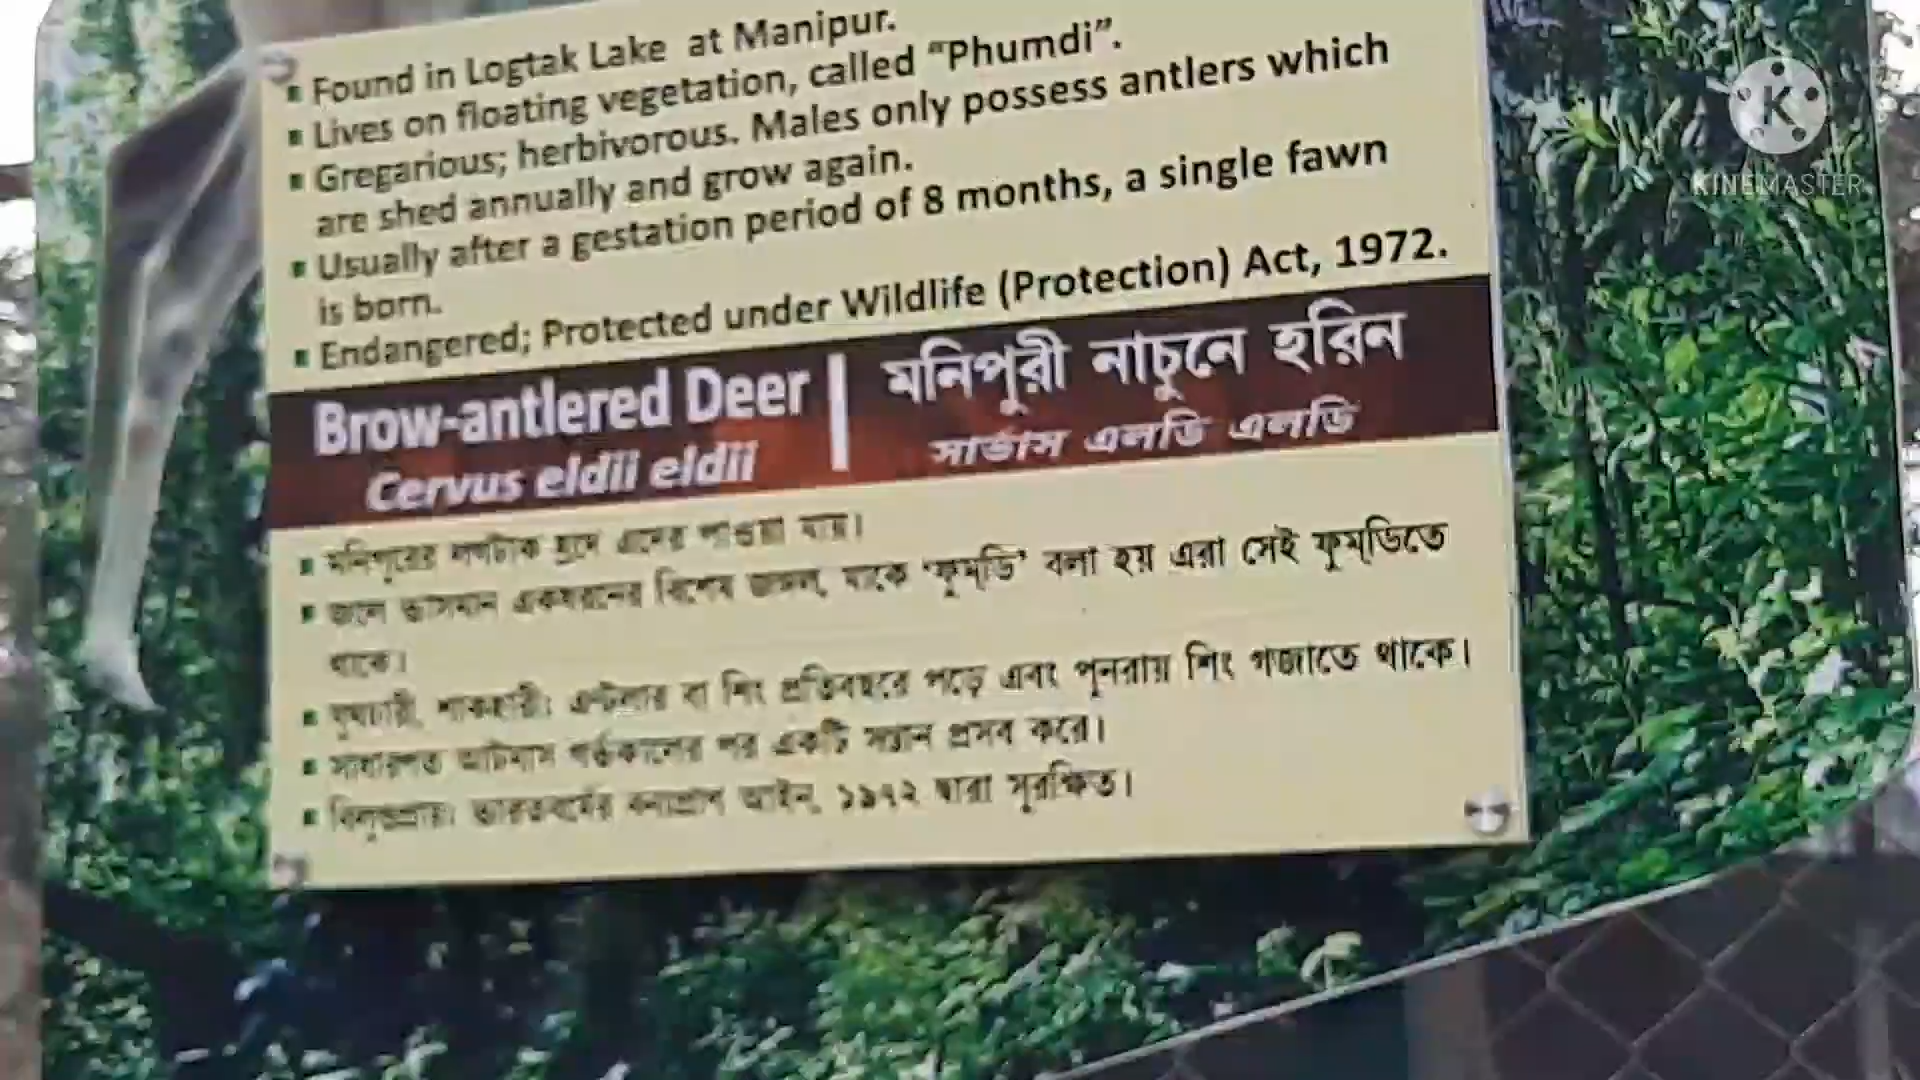 ▪ Found in Logtak Lake at Manipur.
▪ Lives on floating vegetation, called “Phumdi”.
▪ Gregarious; herbivorous. Males only possess antlers which
are shed annually and grow again.
▪ Usually after a gestation period of 8 months, a single fawn
is born.
▪ Endangered; Protected under Wildlife (Protection) Act, 1972.
Brow-antlered Deer | মনিপুরী নাচুনে হরিন
Cervus eldii eldii সার্ভাস এলডি এলডি
▪ মনিপুরের লগটাক হ্রদে এদের পাওয়া যায়।
▪ জলে ভাসমান একধরনের বিশেষ জঙ্গল, যাকে ‘ফুম্‌ডি’ বলা হয় এরা সেই ফুম্‌ডিতে
থাকে।
▪ যুথচারী, শাকহারী। এন্টলার বা শিং প্রতিবছরে পড়ে এবং পুনরায় শিং গজাতে থাকে।
▪ সাধারণত আটমাস গর্ভকালের পর একটি সন্তান প্রসব করে।
▪ বিলুপ্তপ্রায়। ভারতবর্ষের বন্যপ্রাণ আইন, ১৯৭২ দ্বারা সুরক্ষিত।
KINEMASTER